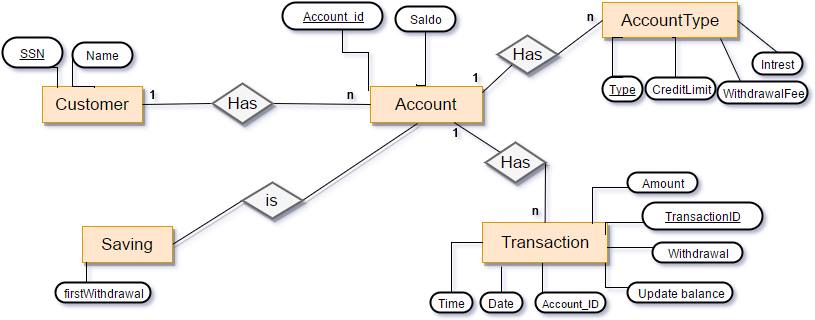 Account_id
Saldo
n
AccountType
SSN
Name
Has
1
Type
CreditLimit
WithdrawalFee
Intrest
Customer
1
Has
n
Account
1
Has
is
n
Amount
TransactionID
Saving
Transaction
Withdrawal
firstWithdrawal
Time
Date
Account_ID
Update balance